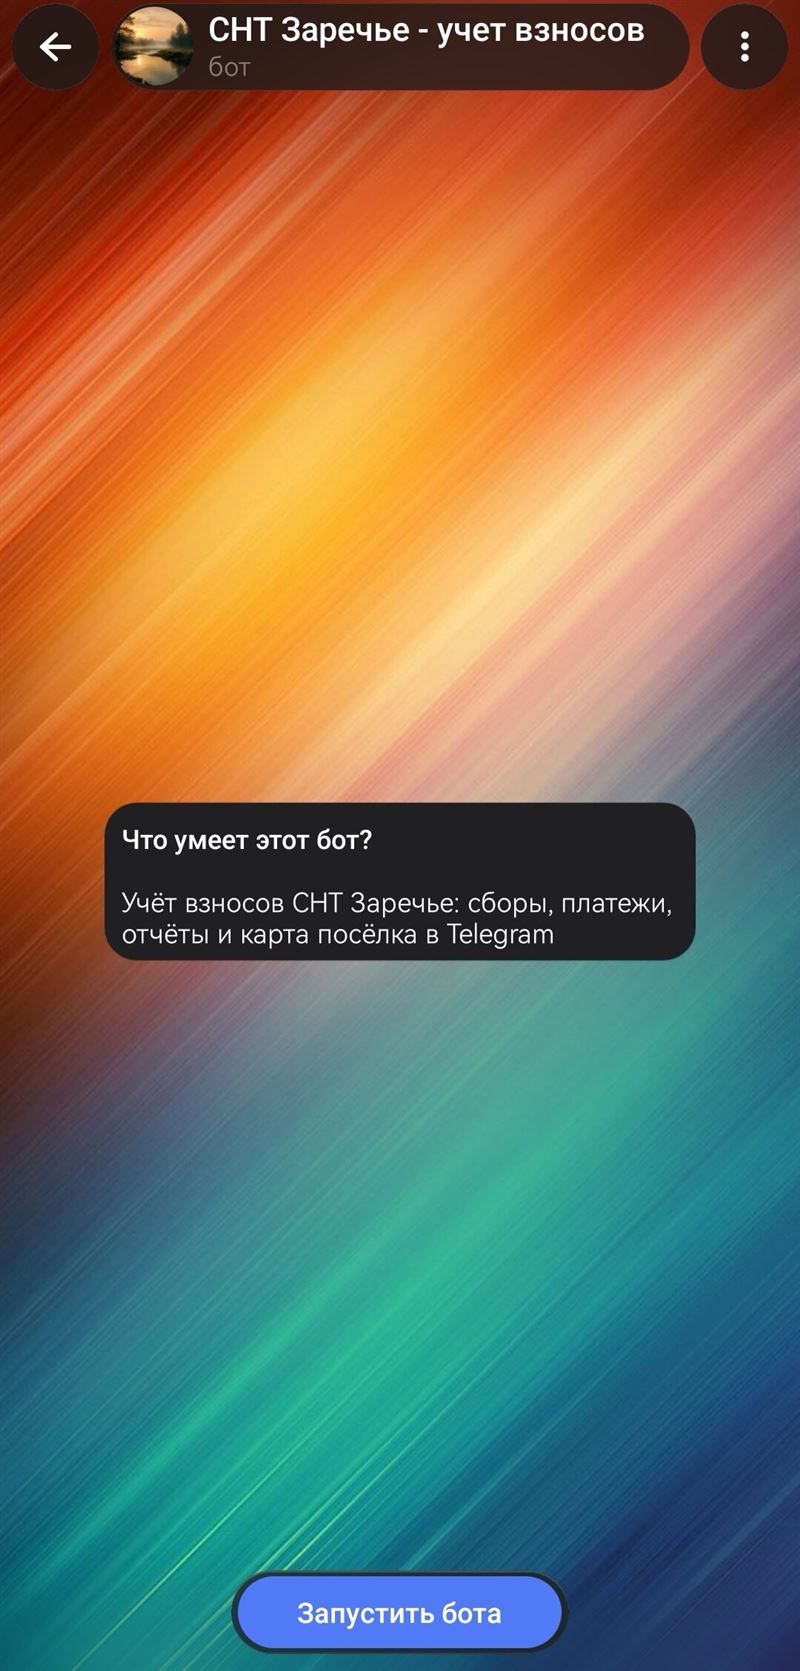 СНТ Заречье - учет взносов
бот
Что умеет этот бот?
Учёт взносов СНТ Заречье: сборы, платежи,
отчёты и карта посёлка в Telegram
Запустить бота